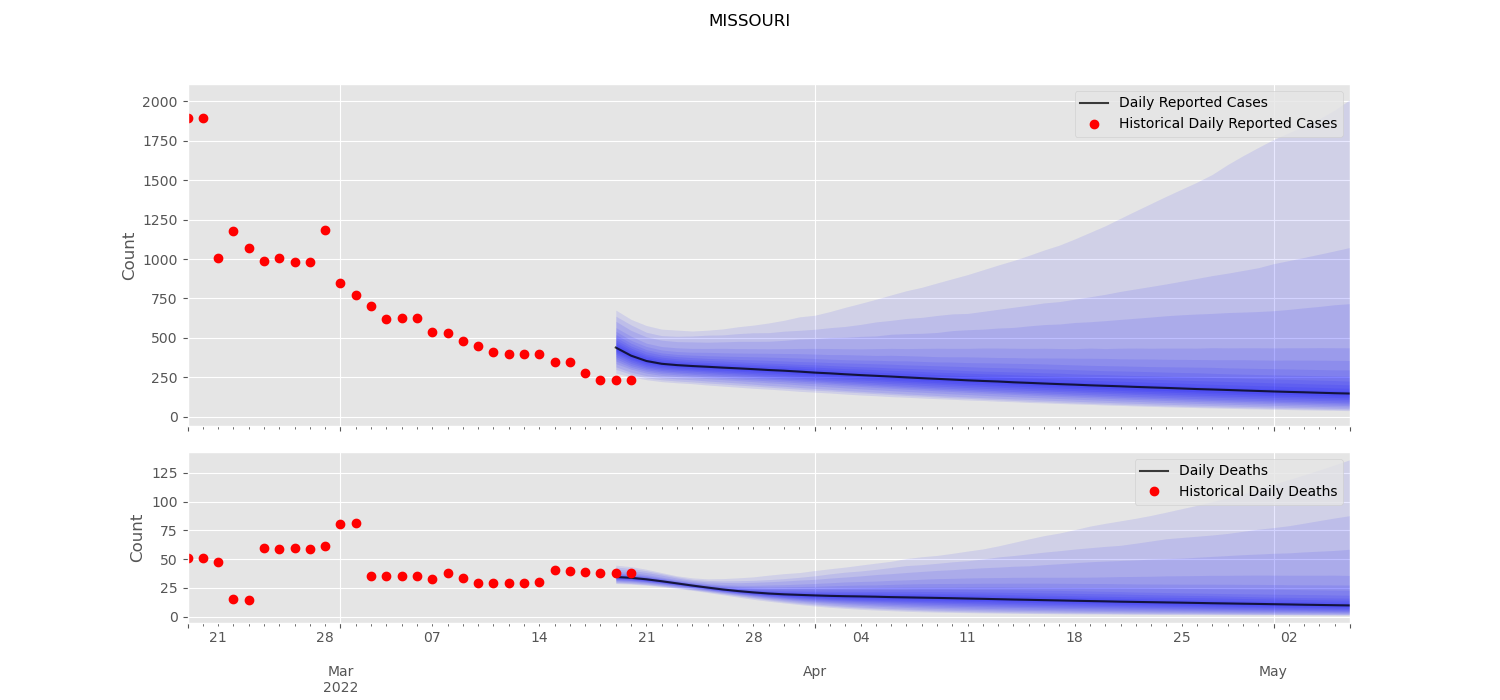 MISSOURI
2000
1750
1500
1250
1000
750
500
250
0
Count
Daily Reported Cases
Historical Daily Reported Cases
125
100
75
50
25
0
Count
Daily Deaths
Historical Daily Deaths
21 28 07 14 21 28 04 11 18 25 02
Mar Apr May
2022